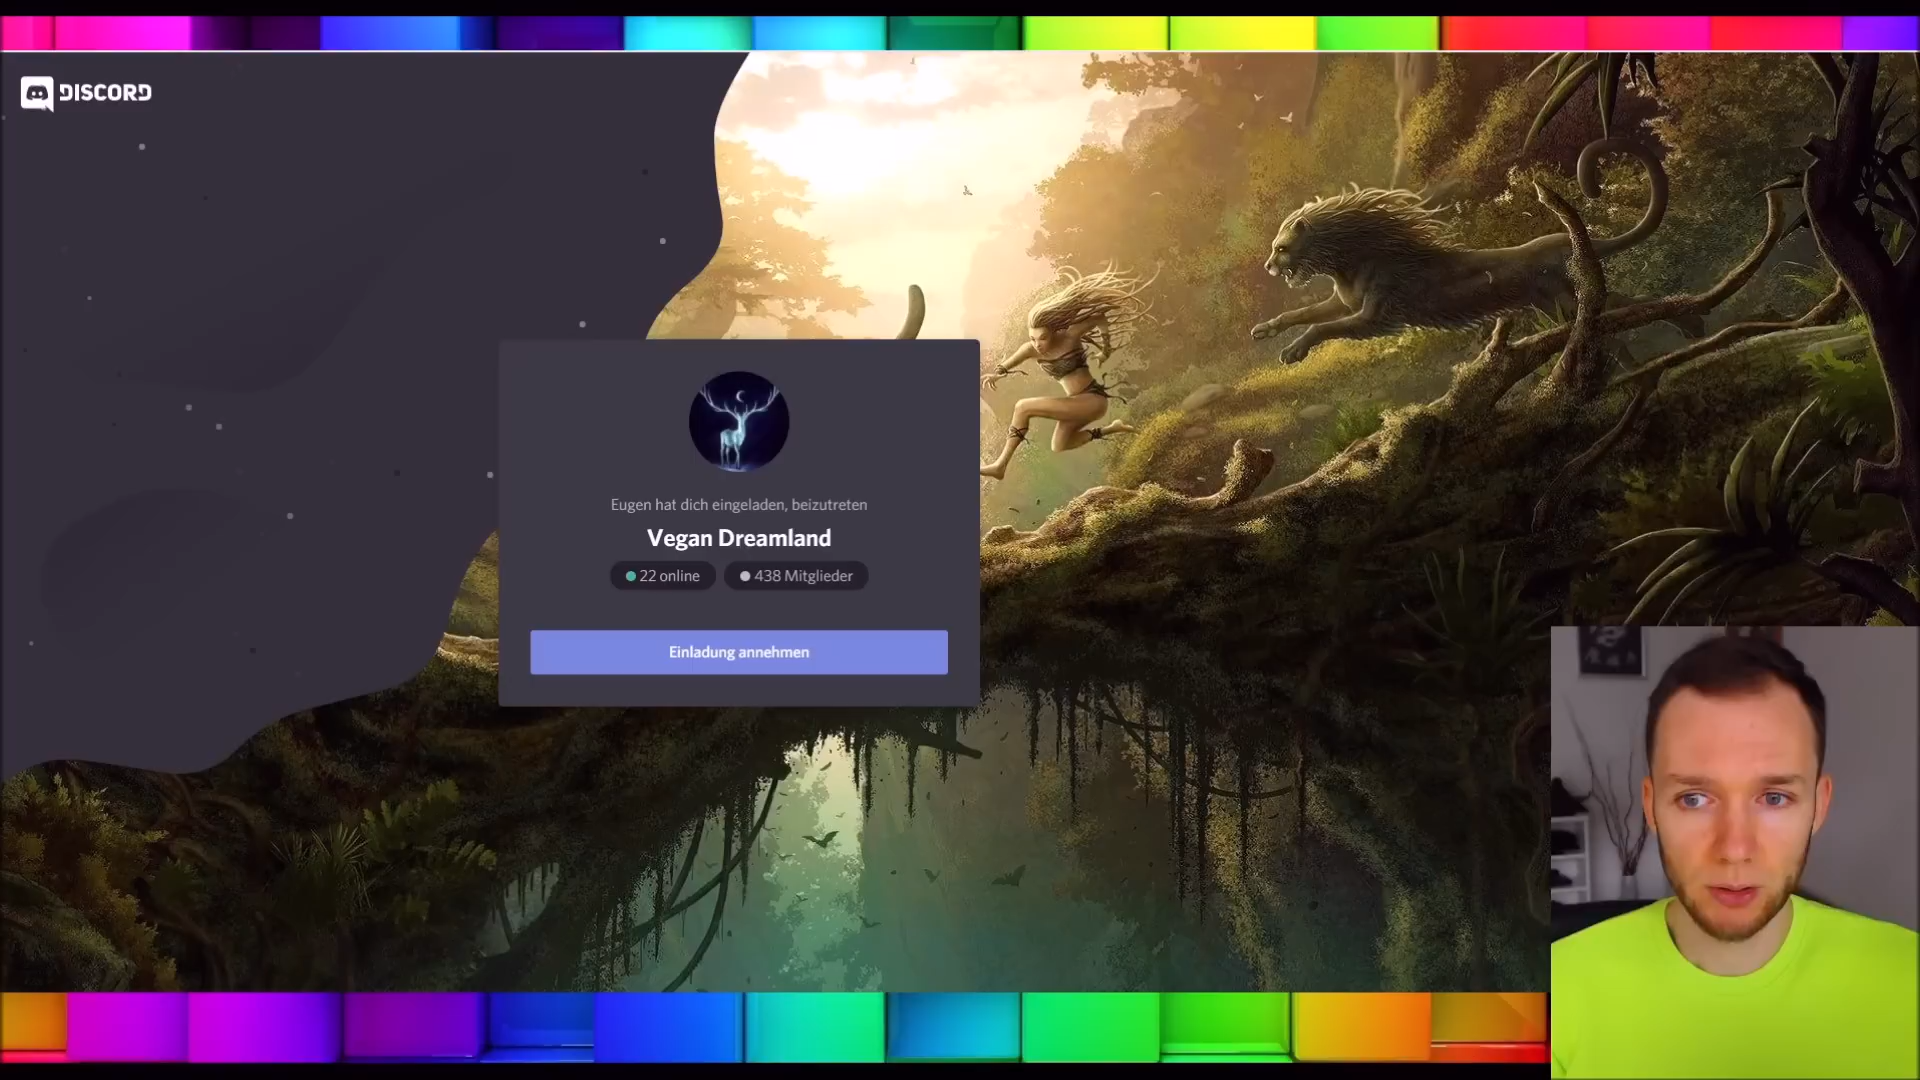 DISCORD
Eugen hat dich eingeladen, beizutreten
Vegan Dreamland
22 online
438 Mitglieder
Einladung annehmen